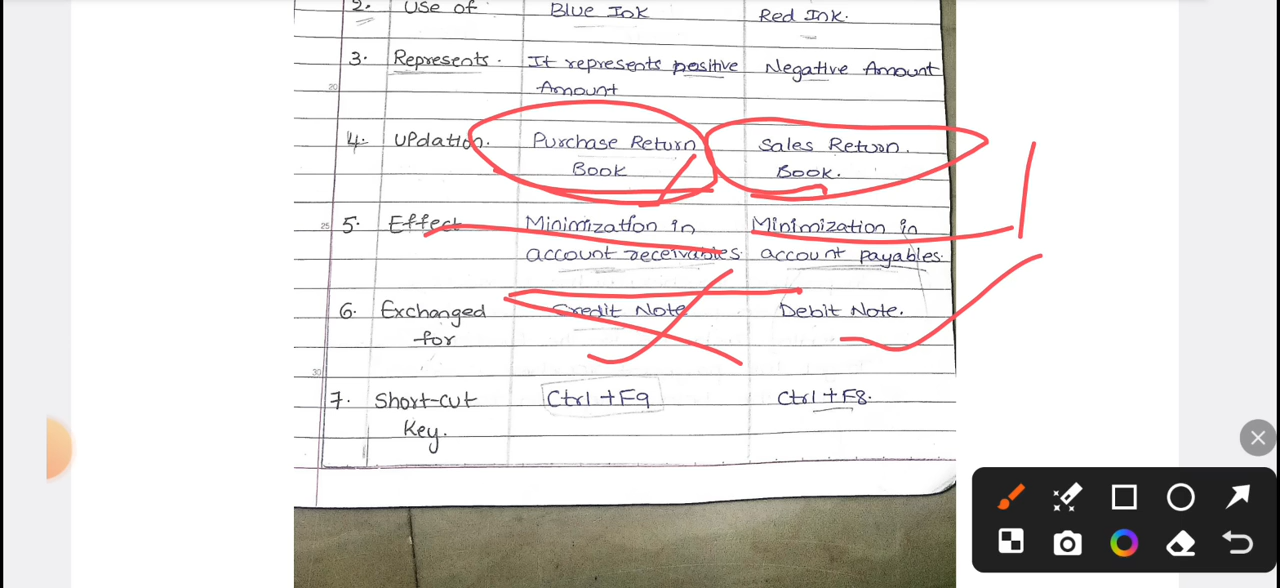 2. Use of Blue Ink Red Ink.
3. Represents. It represents positive Negative Amount
Amount
20
4. Updation. Purchase Return Sales Return.
Book Book.
25
5. Effect Minimization in Minimization in
account receivables. account payables.
6. Exchanged Credit Note Debit Note.
for
30
7. Short-cut Ctrl + F9 Ctrl + F8.
Key.